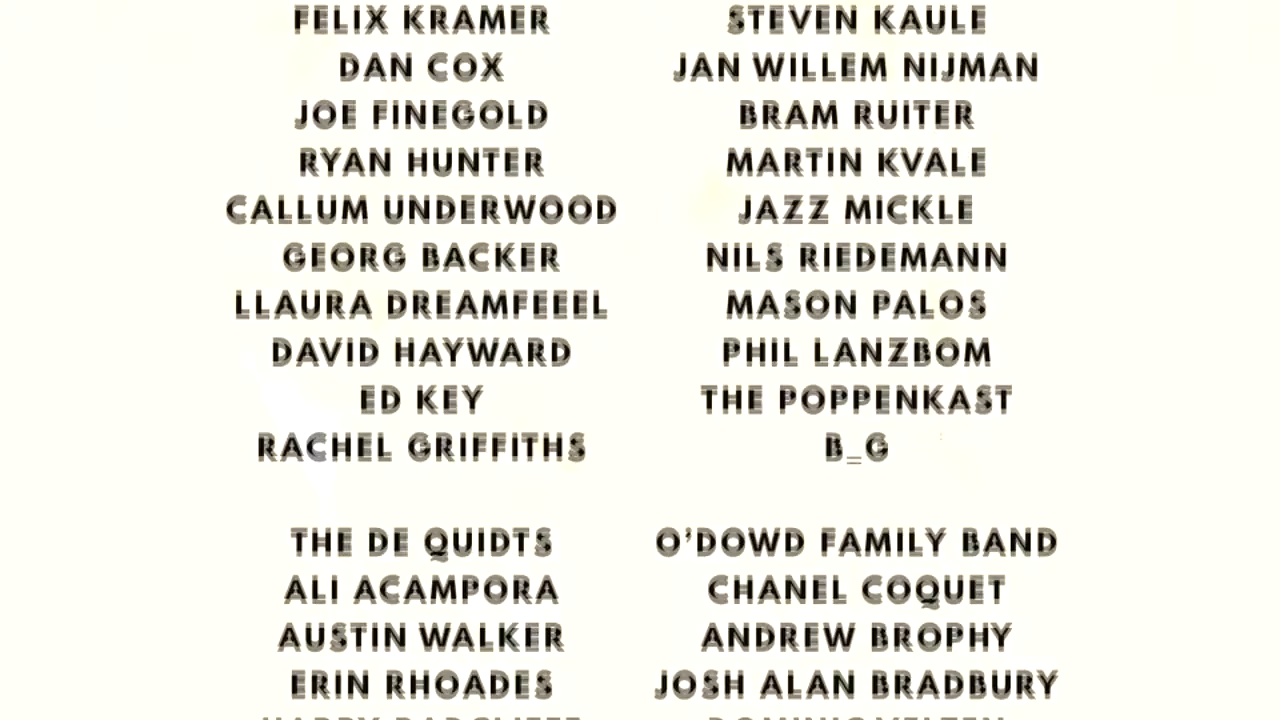 FELIX KRAMER STEVEN KAULE
DAN COX JAN WILLEM NIJMAN
JOE FINEGOLD BRAM RUITER
RYAN HUNTER MARTIN KVALE
CALLUM UNDERWOOD JAZZ MICKLE
GEORG BACKER NILS RIEDEMANN
LLAURA DREAMFEEEL MASON PALOS
DAVID HAYWARD PHIL LANZBOM
ED KEY THE POPPENKAST
RACHEL GRIFFITHS B_G
THE DE QUIDTS O’DOWD FAMILY BAND
ALI ACAMPORA CHANEL COQUET
AUSTIN WALKER ANDREW BROPHY
ERIN RHOADES JOSH ALAN BRADBURY